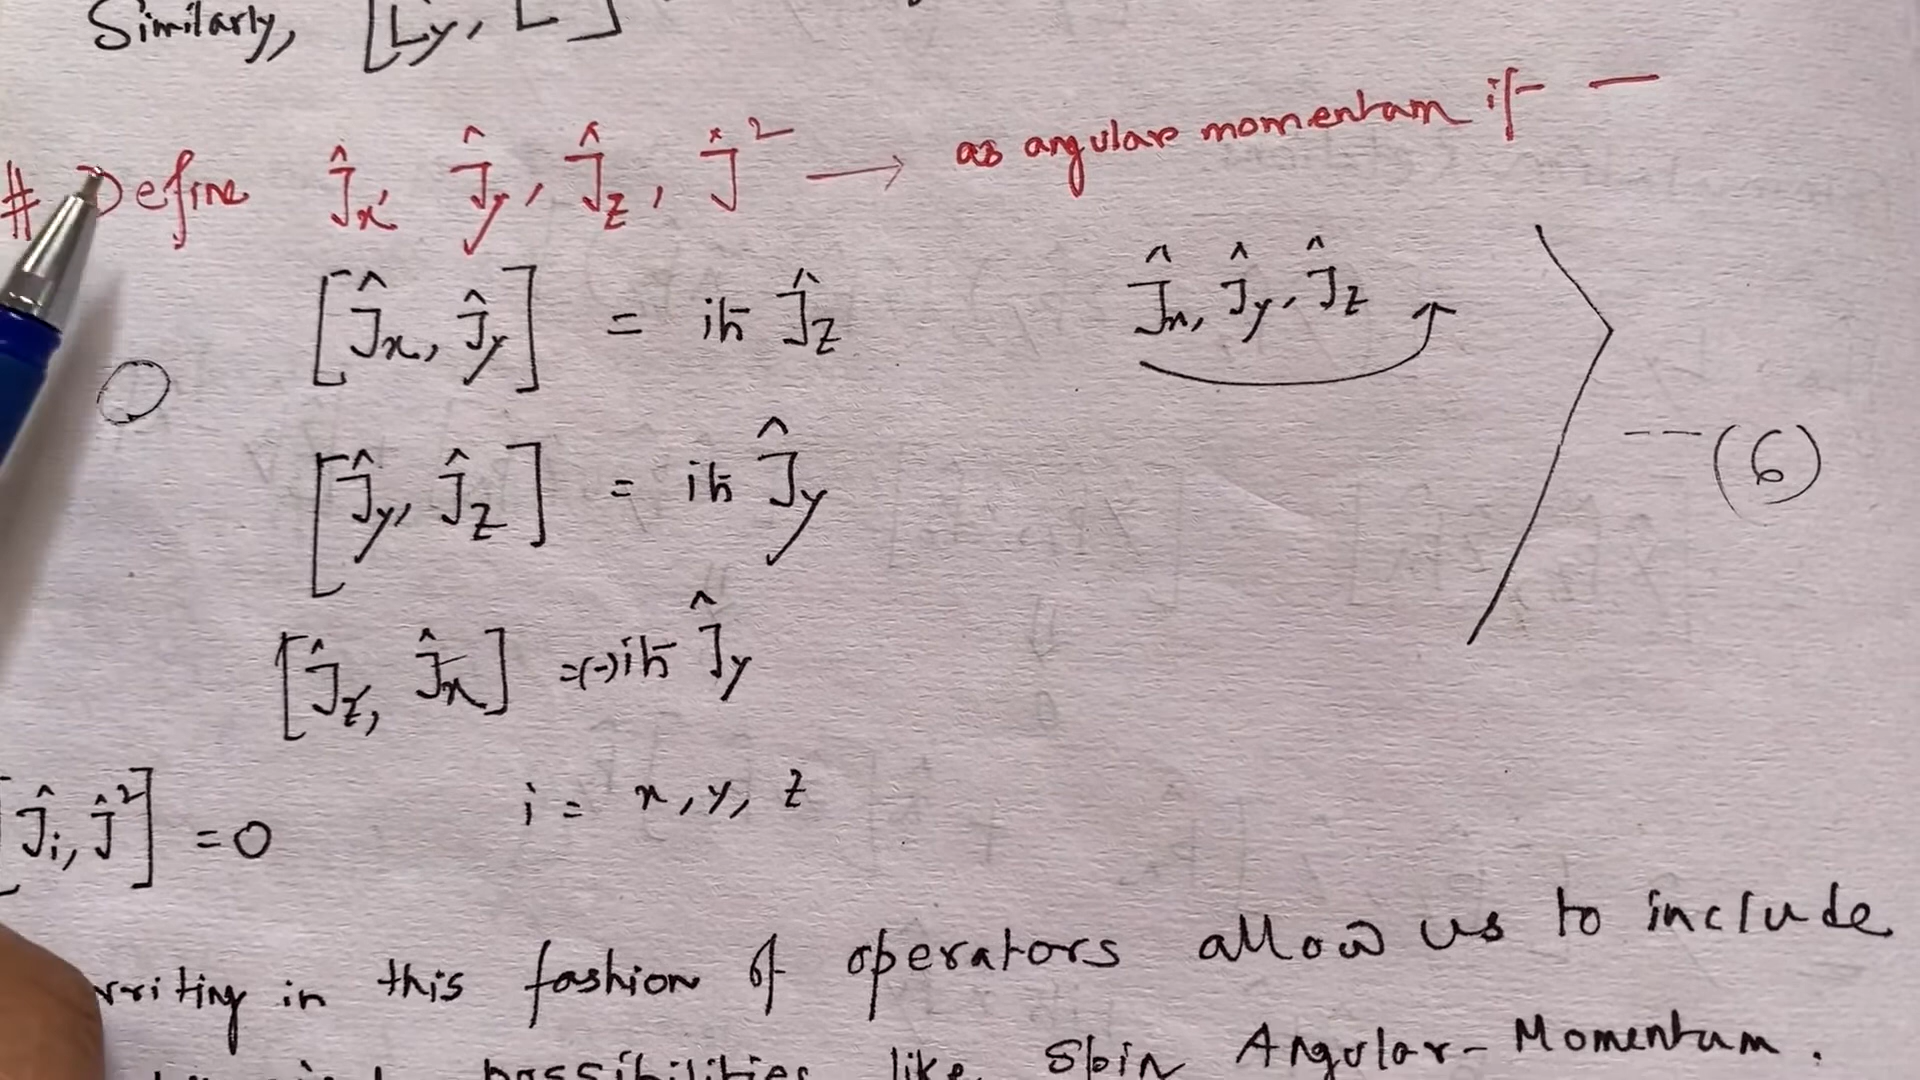 Similarly, [Ly, L ]
# Define Ĵx, Ĵy, Ĵz, Ĵ² → as angular momentum if —
[Ĵx, Ĵy] = iħ Ĵz Ĵx, Ĵy, Ĵz
[Ĵy, Ĵz] = iħ Ĵy --(6)
[Ĵz, Ĵx] = (-)iħ Ĵy
[Ĵi, Ĵ²] = 0 i = x, y, z
writing in this fashion of operators allow us to include
possibilities like Spin Angular-Momentum.